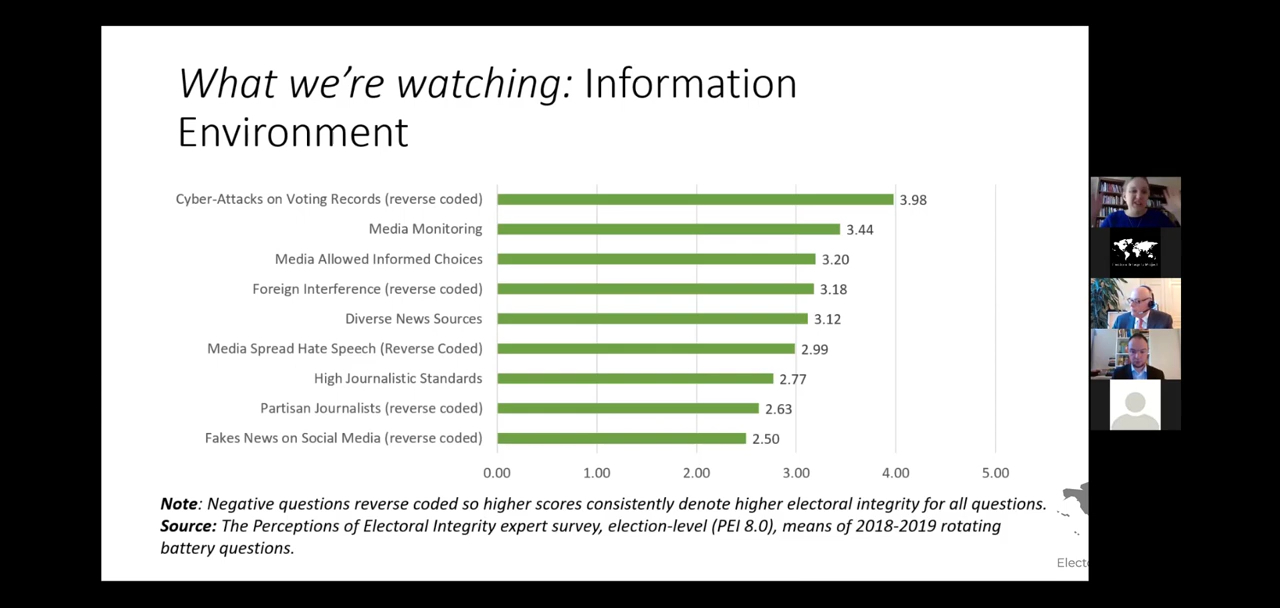 What we're watching: Information
Environment
Cyber-Attacks on Voting Records (reverse coded)
3.98
Media Monitoring
3.44
Media Allowed Informed Choices
3.20
Foreign Interference (reverse coded)
3.18
Diverse News Sources
3.12
Media Spread Hate Speech (Reverse Coded)
2.99
High Journalistic Standards
2.77
Partisan Journalists (reverse coded)
2.63
Fakes News on Social Media (reverse coded)
2.50
0.00 1.00 2.00 3.00 4.00 5.00
Note: Negative questions reverse coded so higher scores consistently denote higher electoral integrity for all questions.
Source: The Perceptions of Electoral Integrity expert survey, election-level (PEI 8.0), means of 2018-2019 rotating
battery questions.
Electo